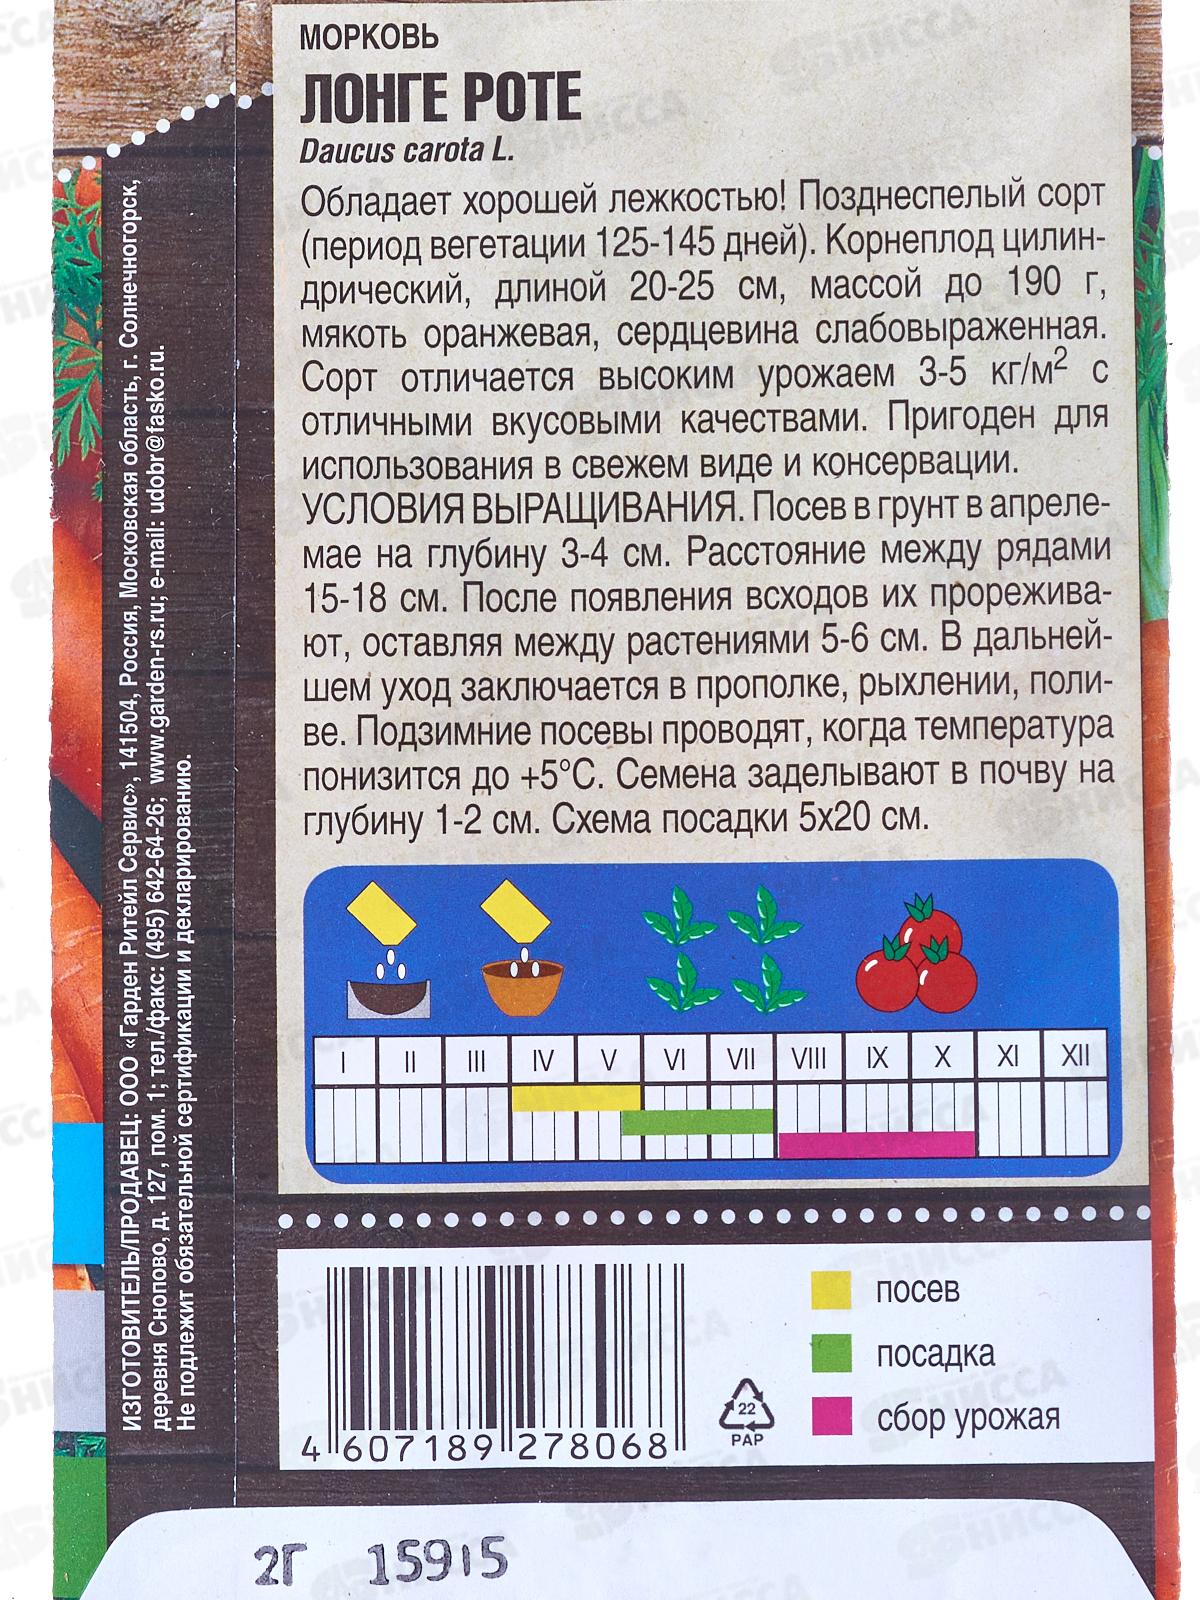 МОРКОВЬ
ЛОНГЕ РОТЕ
Daucus carota L.
Обладает хорошей лежкостью! Позднеспелый сорт
(период вегетации 125-145 дней). Корнеплод цилин-
дрический, длиной 20-25 см, массой до 190 г,
мякоть оранжевая, сердцевина слабовыраженная.
Сорт отличается высоким урожаем 3-5 кг/м² с
отличными вкусовыми качествами. Пригоден для
использования в свежем виде и консервации.
УСЛОВИЯ ВЫРАЩИВАНИЯ. Посев в грунт в апреле-
мае на глубину 3-4 см. Расстояние между рядами
15-18 см. После появления всходов их прорежива-
ют, оставляя между растениями 5-6 см. В дальней-
шем уход заключается в прополке, рыхлении, поли-
ве. Подзимние посевы проводят, когда температура
понизится до +5°С. Семена заделывают в почву на
глубину 1-2 см. Схема посадки 5х20 см.
I II III IV V VI VII VIII IX X XI XII
посев
посадка
сбор урожая
22
PAP
4 607189 278068
2Г 15915
ИЗГОТОВИТЕЛЬ/ПРОДАВЕЦ: ООО «Гарден Ритейл Сервис», 141504, Россия, Московская область, г. Солнечногорск,
деревня Снопово, д. 127, пом. 1; тел./факс: (495) 642-64-26; www.garden-rs.ru; e-mail: udobr@fasko.ru.
Не подлежит обязательной сертификации и декларированию.
НИССА